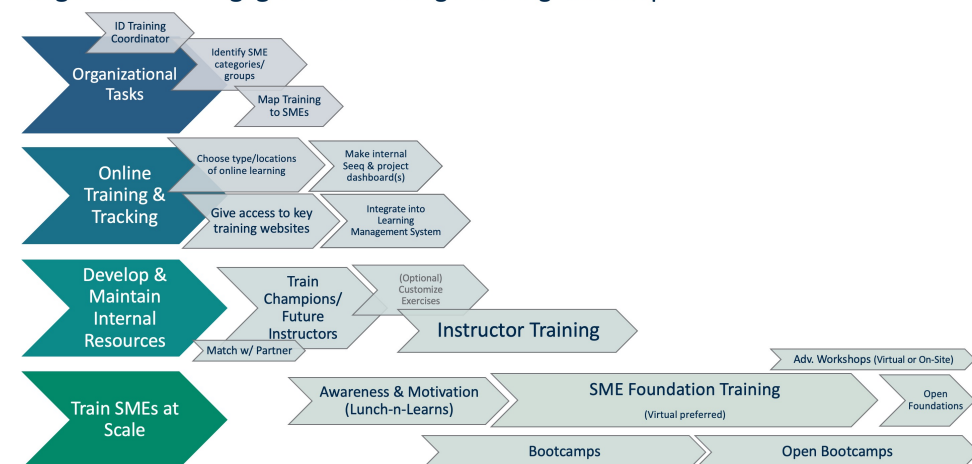 ID Training
Coordinator
Organizational
Tasks
Identify SME
categories/
groups
Map Training
to SMEs
Online
Training &
Tracking
Choose type/locations
of online learning
Make internal
Seeq & project
dashboard(s)
Give access to key
training websites
Integrate into
Learning
Management System
Develop &
Maintain
Internal
Resources
Train
Champions/
Future
Instructors
(Optional)
Customize
Exercises
Instructor Training
Match w/ Partner
Train SMEs at
Scale
Adv. Workshops (Virtual or On-Site)
Awareness & Motivation
(Lunch-n-Learns)
SME Foundation Training
(Virtual preferred)
Open
Foundations
Bootcamps
Open Bootcamps